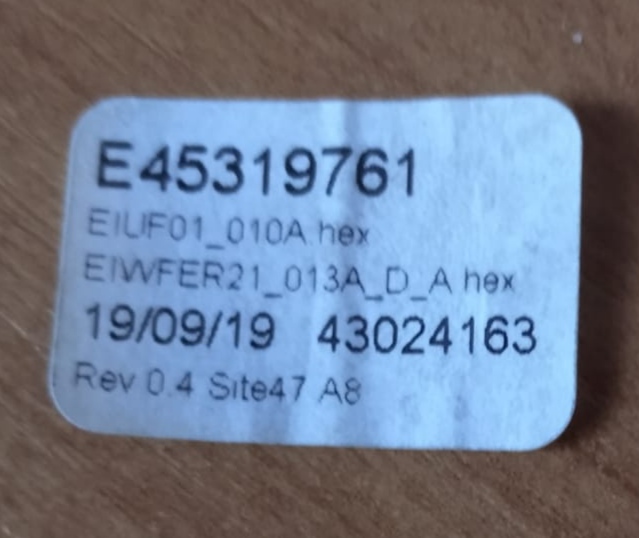 E45319761
EIUF01_010A.hex
EIWFER21_013A_D_A hex
19/09/19 43024163
Rev 0.4 Site47 A8